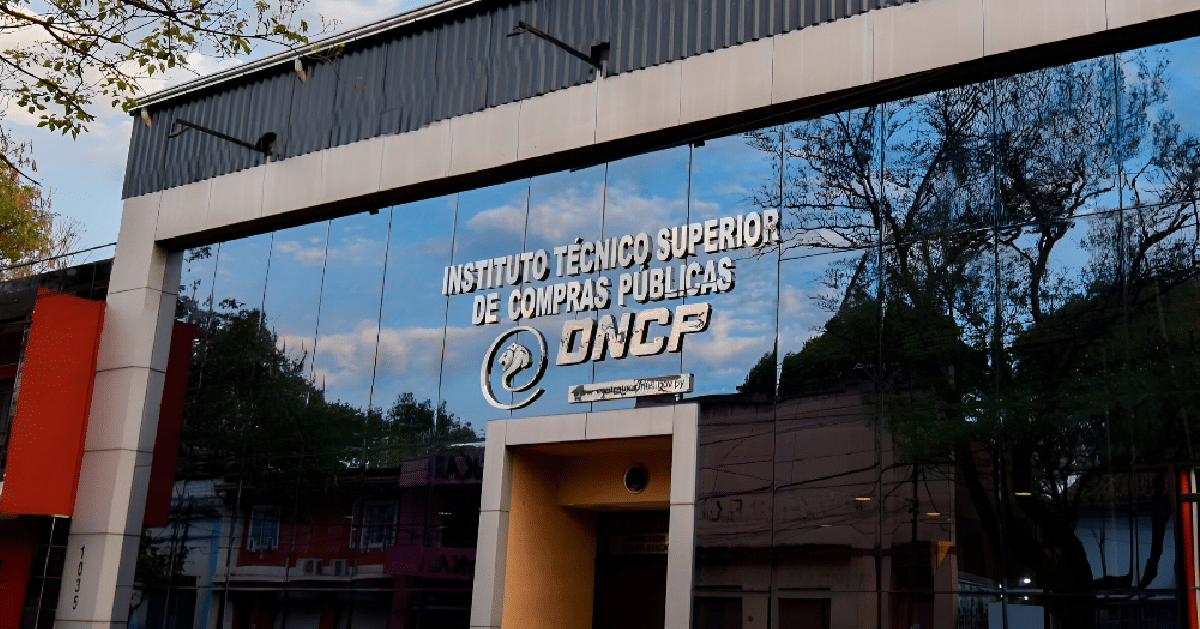 INSTITUTO TÉCNICO SUPERIOR
DE COMPRAS PÚBLICAS
DNCP
1035